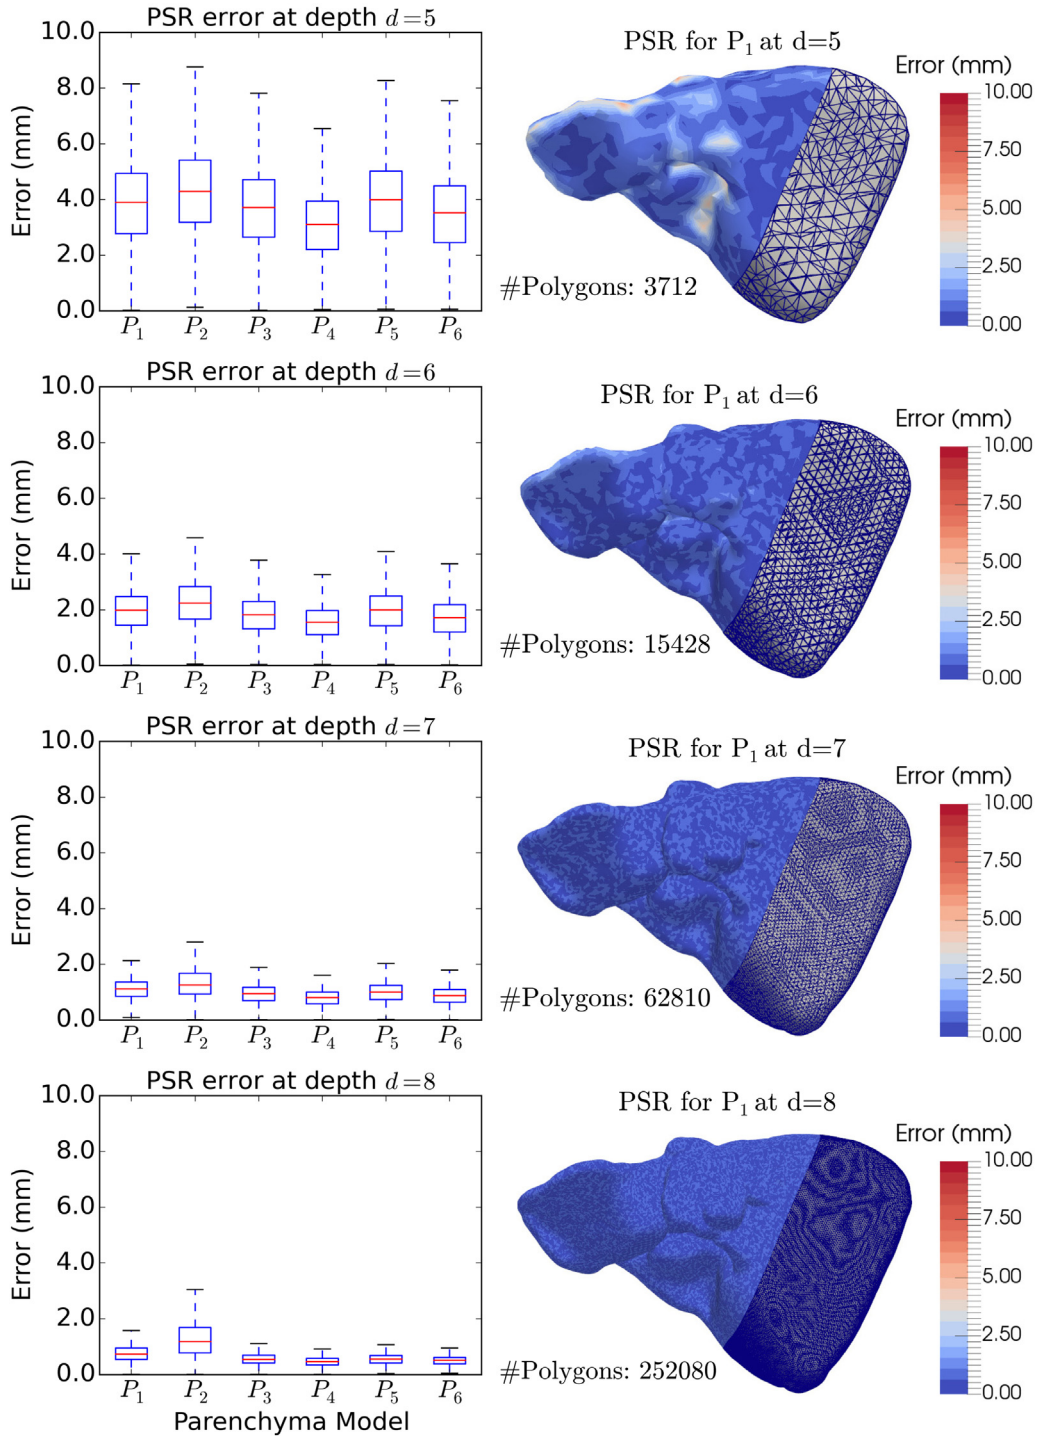 PSR error at depth d=5
10.0
8.0
6.0
4.0
2.0
0.0
Error (mm)
P1 P2 P3 P4 P5 P6
PSR for P1 at d=5
#Polygons: 3712
Error (mm)
10.00
7.50
5.00
2.50
0.00
PSR error at depth d=6
10.0
8.0
6.0
4.0
2.0
0.0
Error (mm)
P1 P2 P3 P4 P5 P6
PSR for P1 at d=6
#Polygons: 15428
Error (mm)
10.00
7.50
5.00
2.50
0.00
PSR error at depth d=7
10.0
8.0
6.0
4.0
2.0
0.0
Error (mm)
P1 P2 P3 P4 P5 P6
PSR for P1 at d=7
#Polygons: 62810
Error (mm)
10.00
7.50
5.00
2.50
0.00
PSR error at depth d=8
10.0
8.0
6.0
4.0
2.0
0.0
Error (mm)
P1 P2 P3 P4 P5 P6
Parenchyma Model
PSR for P1 at d=8
#Polygons: 252080
Error (mm)
10.00
7.50
5.00
2.50
0.00